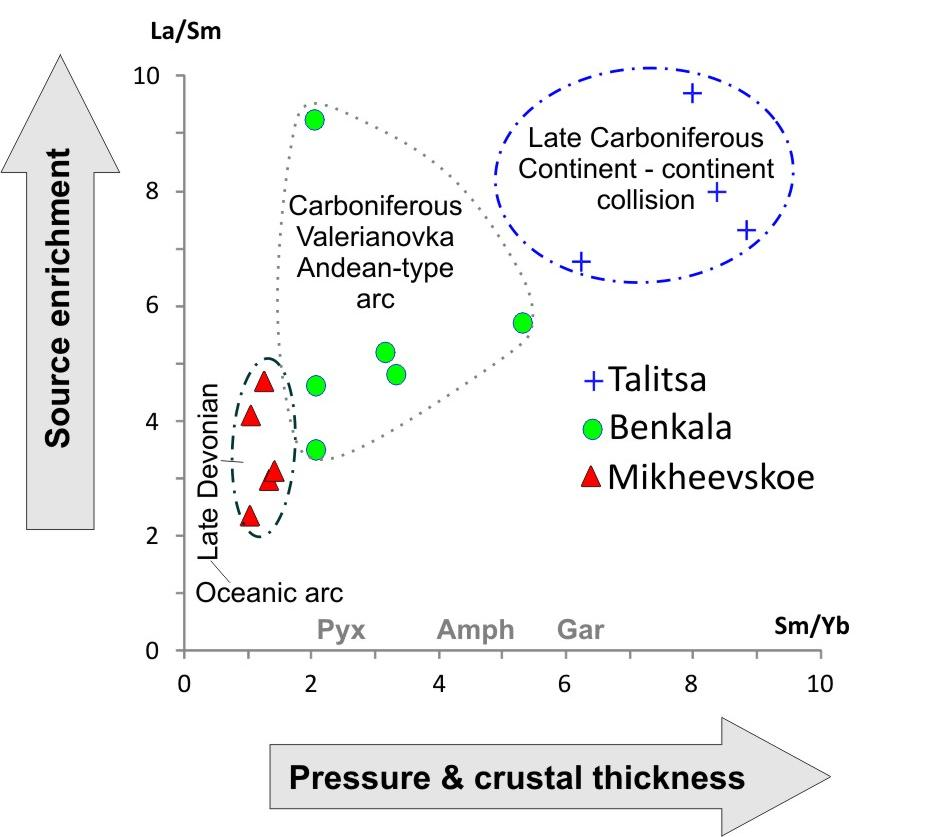 La/Sm
10
8
6
4
2
0
Source enrichment
Late Carboniferous
Continent - continent
collision
Carboniferous
Valerianovka
Andean-type
arc
Talitsa
Benkala
Mikheevskoe
Late Devonian
Oceanic arc
Pyx Amph Gar
Sm/Yb
0 2 4 6 8 10
Pressure & crustal thickness